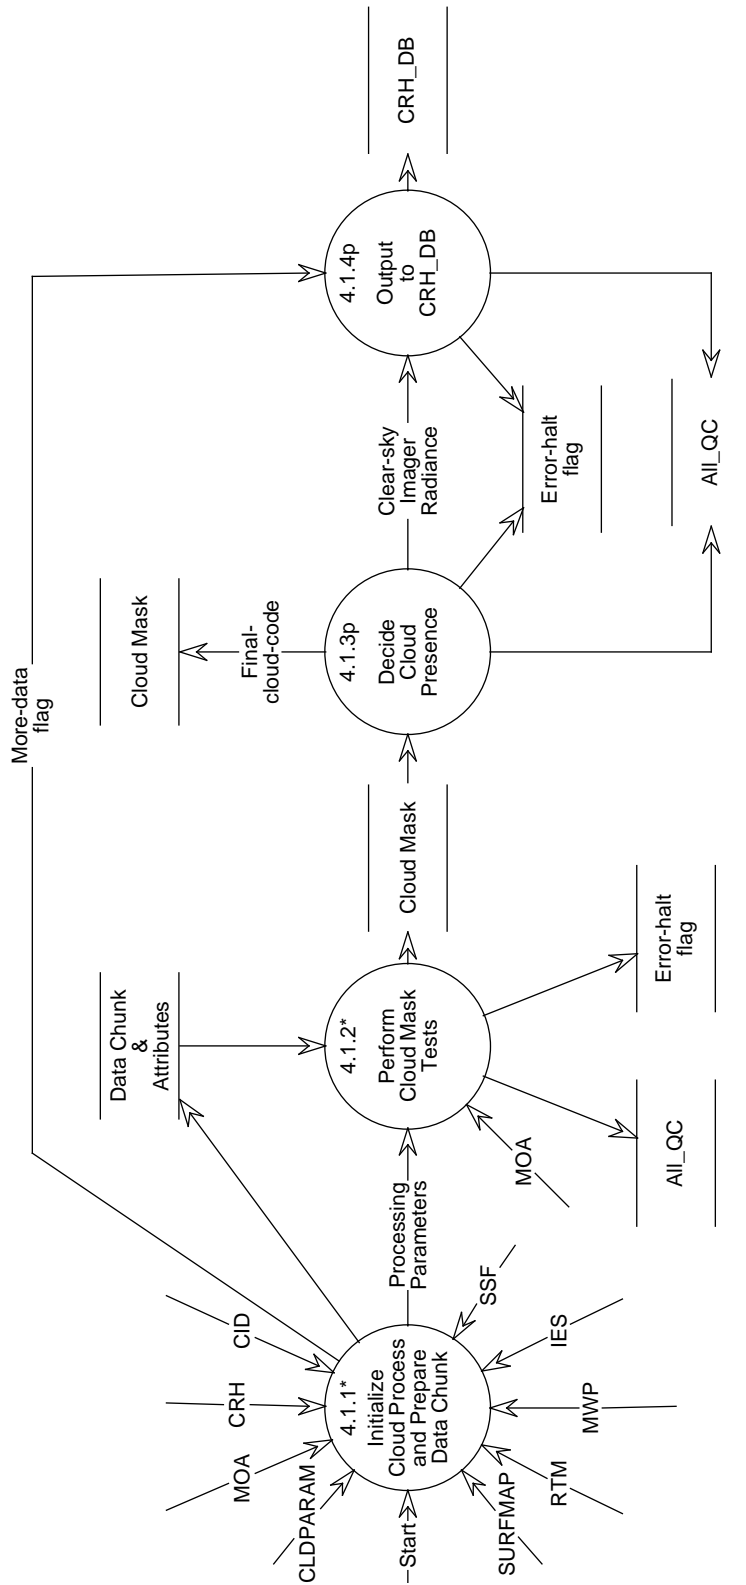 More-data
flag
Data Chunk
&
Attributes
Cloud Mask
Final-
cloud-code
CID
CRH
MOA
CLDPARAM
Start
4.1.1*
Initialize
Cloud Process
and Prepare
Data Chunk
SURFMAP
RTM
MWP
IES
SSF
Processing
Parameters
4.1.2*
Perform
Cloud Mask
Tests
MOA
All_QC
Error-halt
flag
Cloud Mask
4.1.3p
Decide
Cloud
Presence
Clear-sky
Imager
Radiance
4.1.4p
Output
to
CRH_DB
CRH_DB
Error-halt
flag
All_QC